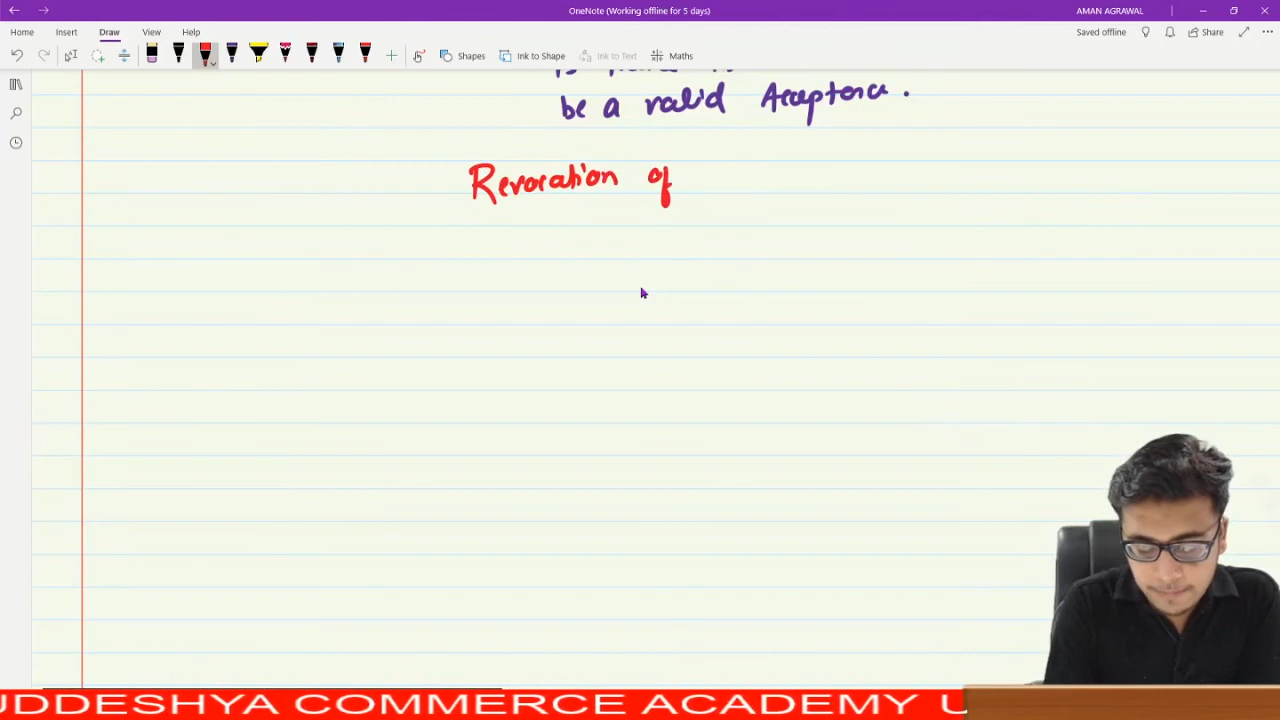 OneNote (Working offline for 5 days)
AMAN AGRAWAL
Home Insert Draw View Help
Saved offline
Share
Shapes
Ink to Shape
Ink to Text
Maths
be a valid Acceptance.
Revocation of
UDDESHYA COMMERCE ACADEMY U